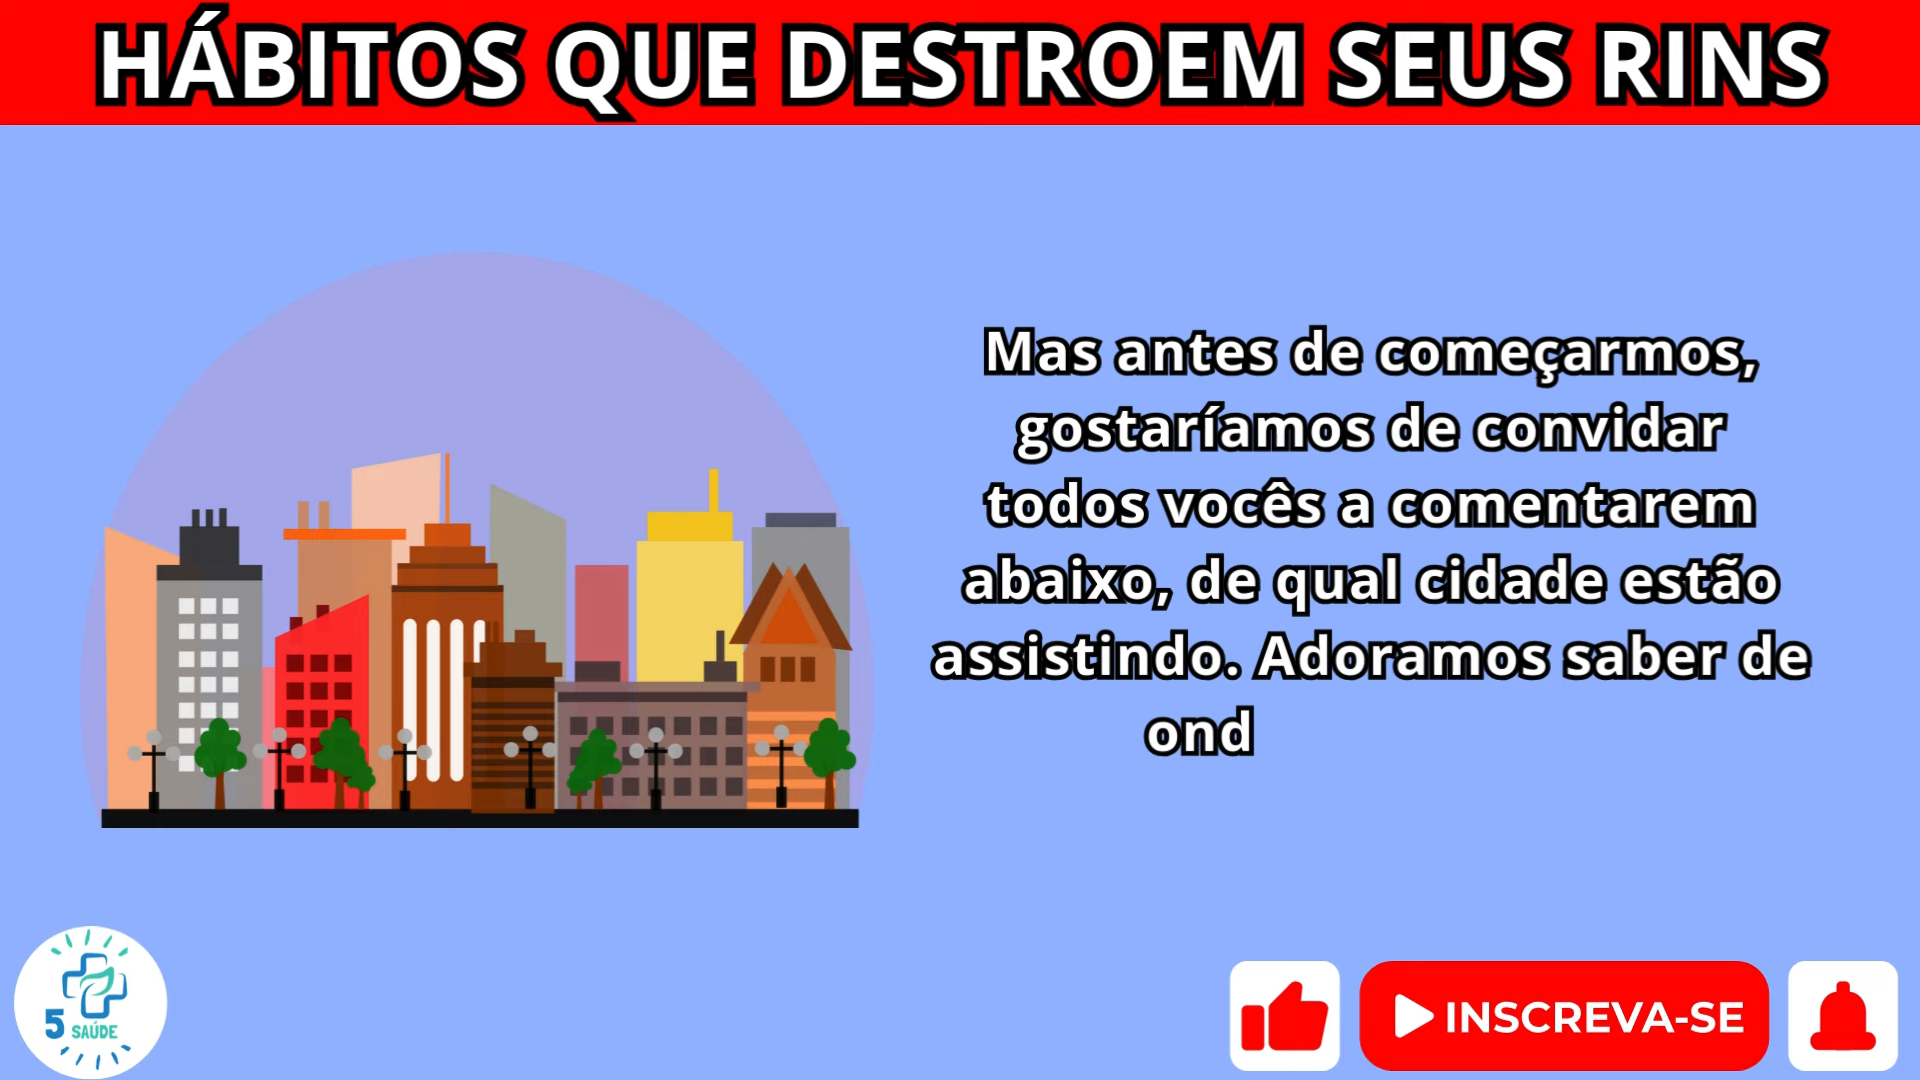 HÁBITOS QUE DESTROEM SEUS RINS
Mas antes de começarmos,
gostaríamos de convidar
todos vocês a comentarem
abaixo, de qual cidade estão
assistindo. Adoramos saber de
ond
5 SAÚDE
INSCREVA-SE